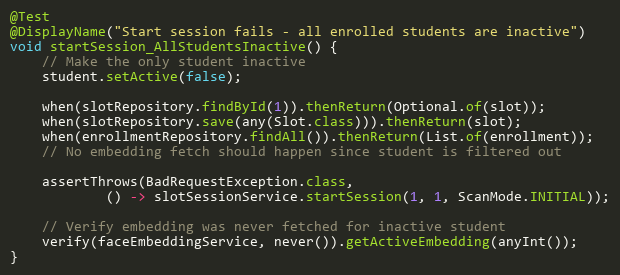 @Test
@DisplayName("Start session fails - all enrolled students are inactive")
void startSession_AllStudentsInactive() {
    // Make the only student inactive
    student.setActive(false);

    when(slotRepository.findById(1)).thenReturn(Optional.of(slot));
    when(slotRepository.save(any(Slot.class))).thenReturn(slot);
    when(enrollmentRepository.findAll()).thenReturn(List.of(enrollment));
    // No embedding fetch should happen since student is filtered out

    assertThrows(BadRequestException.class,
            () -> slotSessionService.startSession(1, 1, ScanMode.INITIAL));

    // Verify embedding was never fetched for inactive student
    verify(faceEmbeddingService, never()).getActiveEmbedding(anyInt());
}